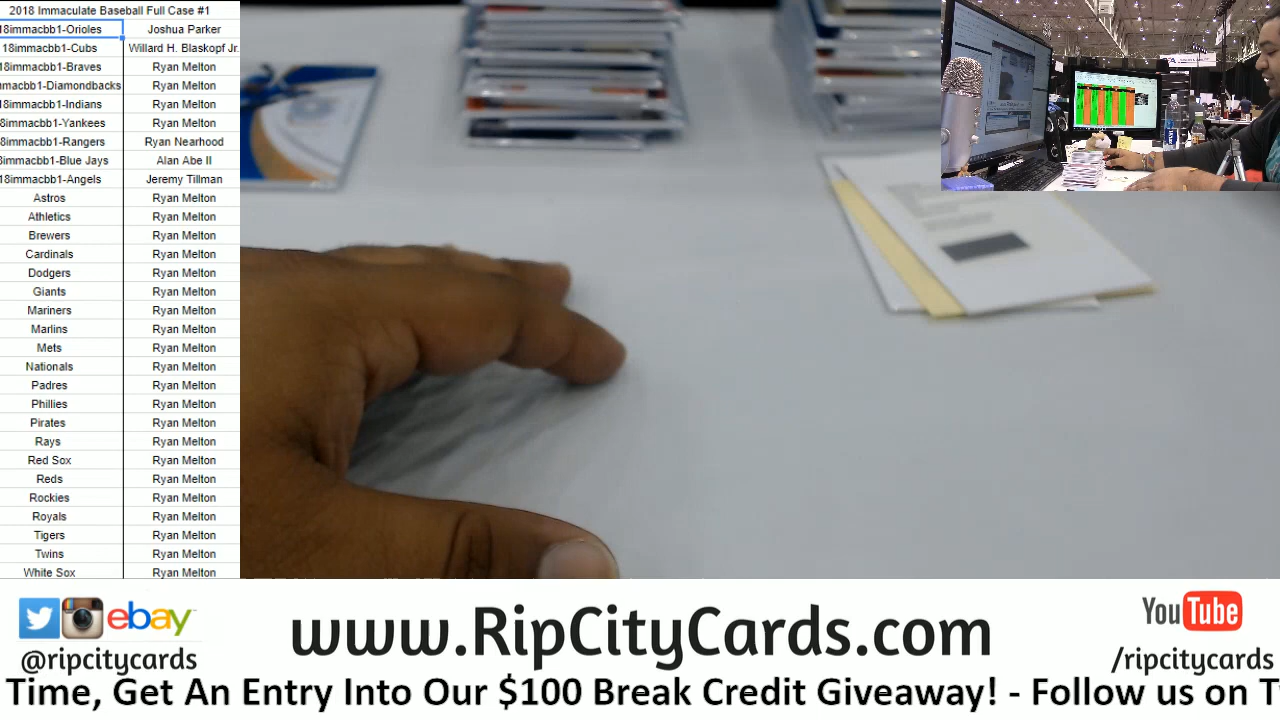 2018 Immaculate Baseball Full Case #1
18immacbb1-Orioles Joshua Parker
18immacbb1-Cubs Willard H. Blaskopf Jr.
18immacbb1-Braves Ryan Melton
mmacbb1-Diamondbacks Ryan Melton
18immacbb1-Indians Ryan Melton
8immacbb1-Yankees Ryan Melton
8immacbb1-Rangers Ryan Nearhood
8immacbb1-Blue Jays Alan Abe II
18immacbb1-Angels Jeremy Tillman
Astros Ryan Melton
Athletics Ryan Melton
Brewers Ryan Melton
Cardinals Ryan Melton
Dodgers Ryan Melton
Giants Ryan Melton
Mariners Ryan Melton
Marlins Ryan Melton
Mets Ryan Melton
Nationals Ryan Melton
Padres Ryan Melton
Phillies Ryan Melton
Pirates Ryan Melton
Rays Ryan Melton
Red Sox Ryan Melton
Reds Ryan Melton
Rockies Ryan Melton
Royals Ryan Melton
Tigers Ryan Melton
Twins Ryan Melton
White Sox Ryan Melton
ebay
@ripcitycards
www.RipCityCards.com
YouTube
/ripcitycards
Time, Get An Entry Into Our $100 Break Credit Giveaway! - Follow us on T